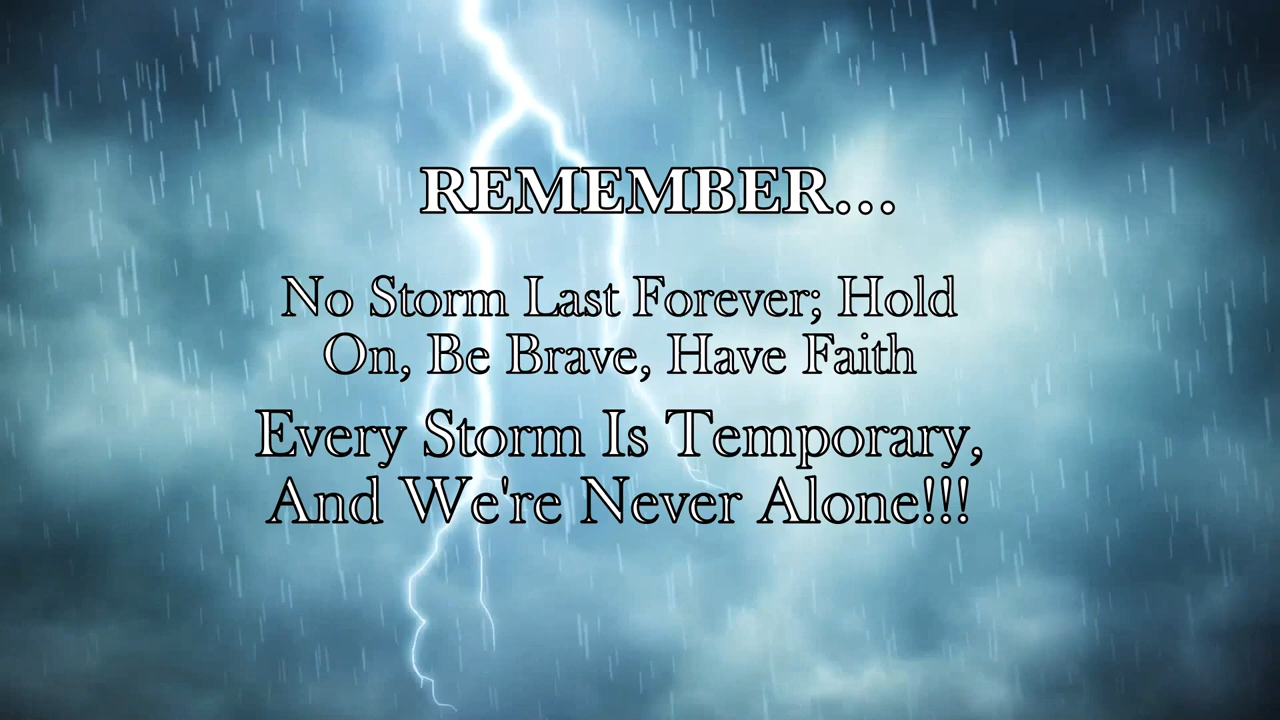 REMEMBER...
No Storm Last Forever; Hold
On, Be Brave, Have Faith
Every Storm Is Temporary,
And We're Never Alone!!!